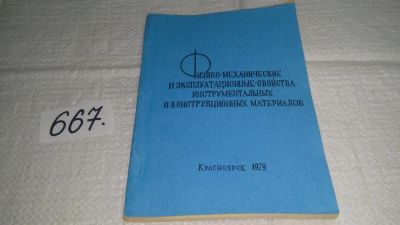 667.
ФИЗИКО-МЕХАНИЧЕСКИЕ
И ЭКСПЛУАТАЦИОННЫЕ СВОЙСТВА
ИНСТРУМЕНТАЛЬНЫХ
И КОНСТРУКЦИОННЫХ МАТЕРИАЛОВ
КРАСНОЯРСК 1979